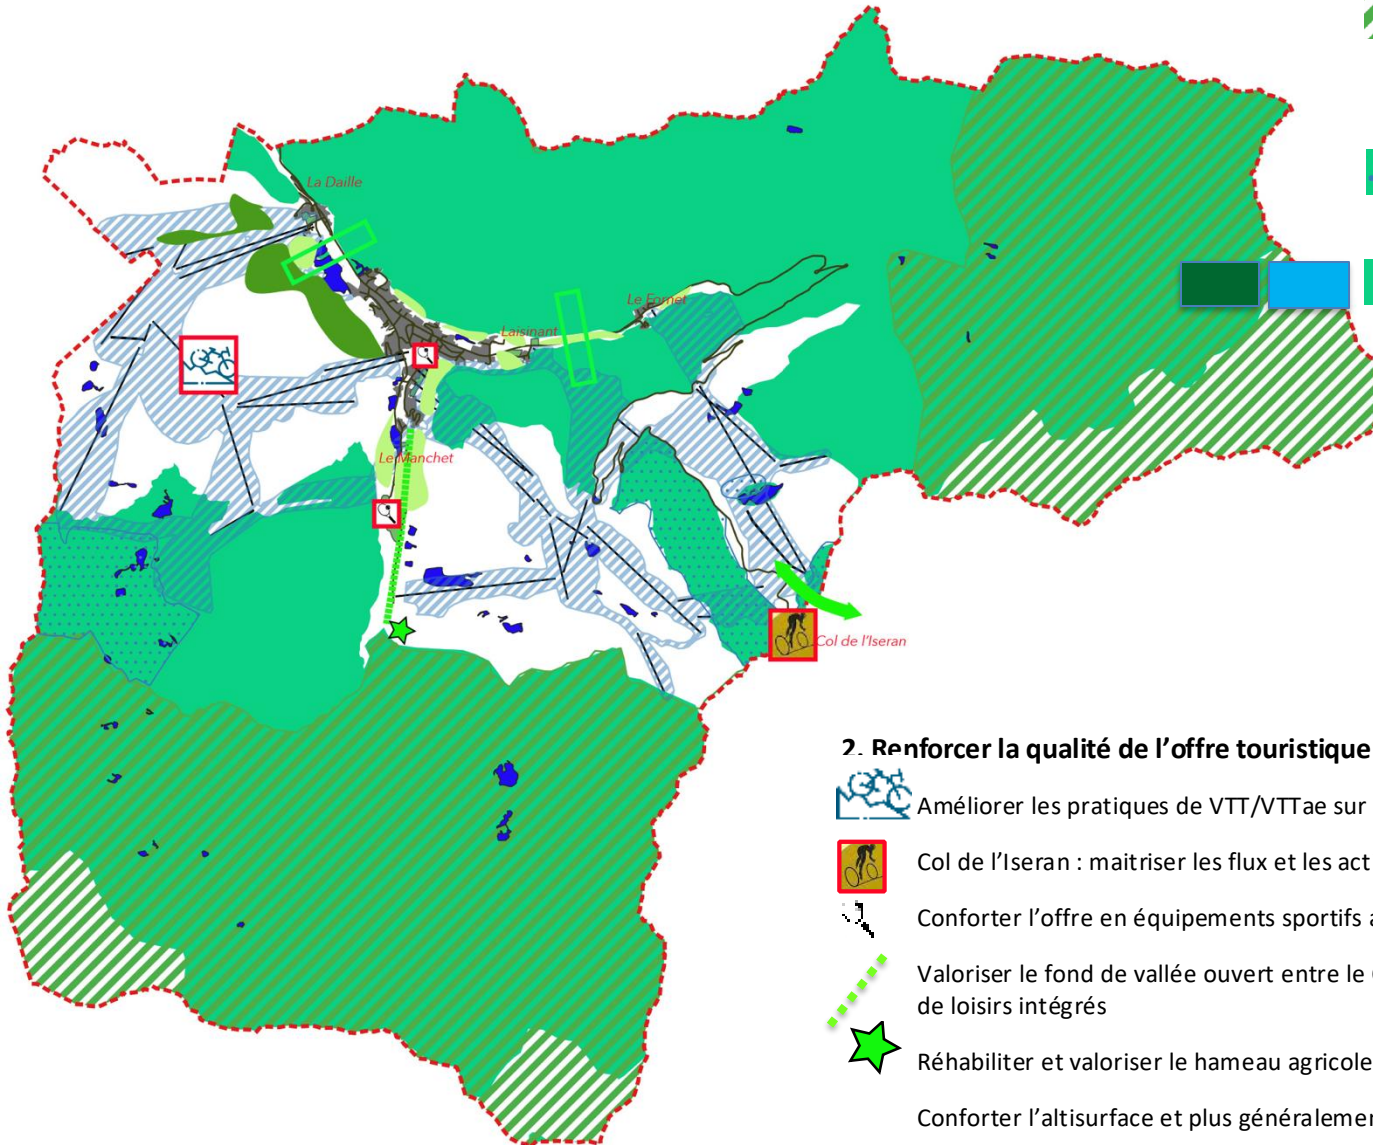 La Daille
Le Fornet
Laisinant
Le Manchet
Col de l'Iseran
2. Renforcer la qualité de l'offre touristique
Améliorer les pratiques de VTT/VTTae sur
Col de l'Iseran : maitriser les flux et les act
Conforter l'offre en équipements sportifs a
Valoriser le fond de vallée ouvert entre le
de loisirs intégrés
Réhabiliter et valoriser le hameau agricole
Conforter l'altisurface et plus généralemen